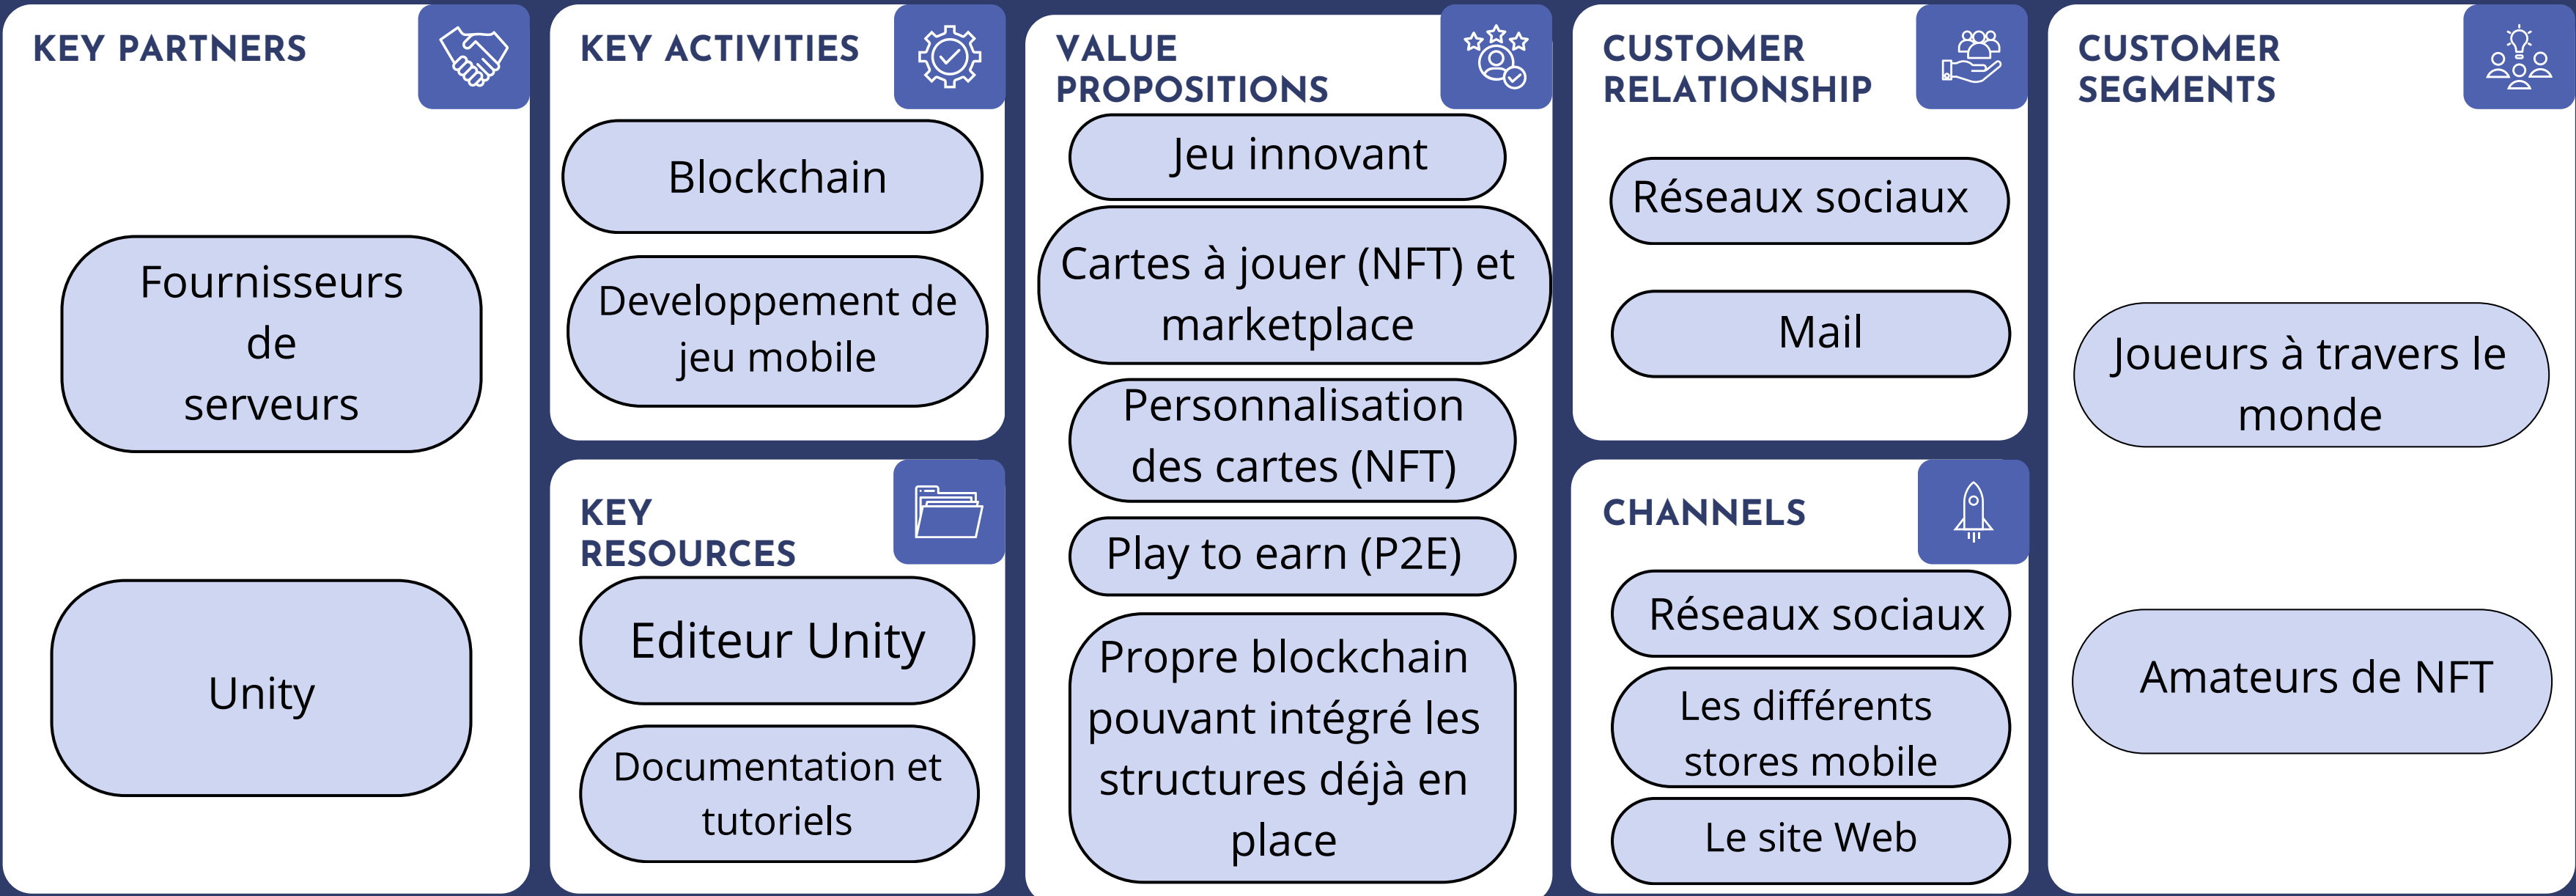 KEY PARTNERS
Fournisseurs
de
serveurs
Unity
KEY ACTIVITIES
Blockchain
Developpement de
jeu mobile
KEY
RESOURCES
Editeur Unity
Documentation et
tutoriels
VALUE
PROPOSITIONS
Jeu innovant
Cartes à jouer (NFT) et
marketplace
Personnalisation
des cartes (NFT)
Play to earn (P2E)
Propre blockchain
pouvant intégré les
structures déjà en
place
CUSTOMER
RELATIONSHIP
Réseaux sociaux
Mail
CHANNELS
Réseaux sociaux
Les différents
stores mobile
Le site Web
CUSTOMER
SEGMENTS
Joueurs à travers le
monde
Amateurs de NFT